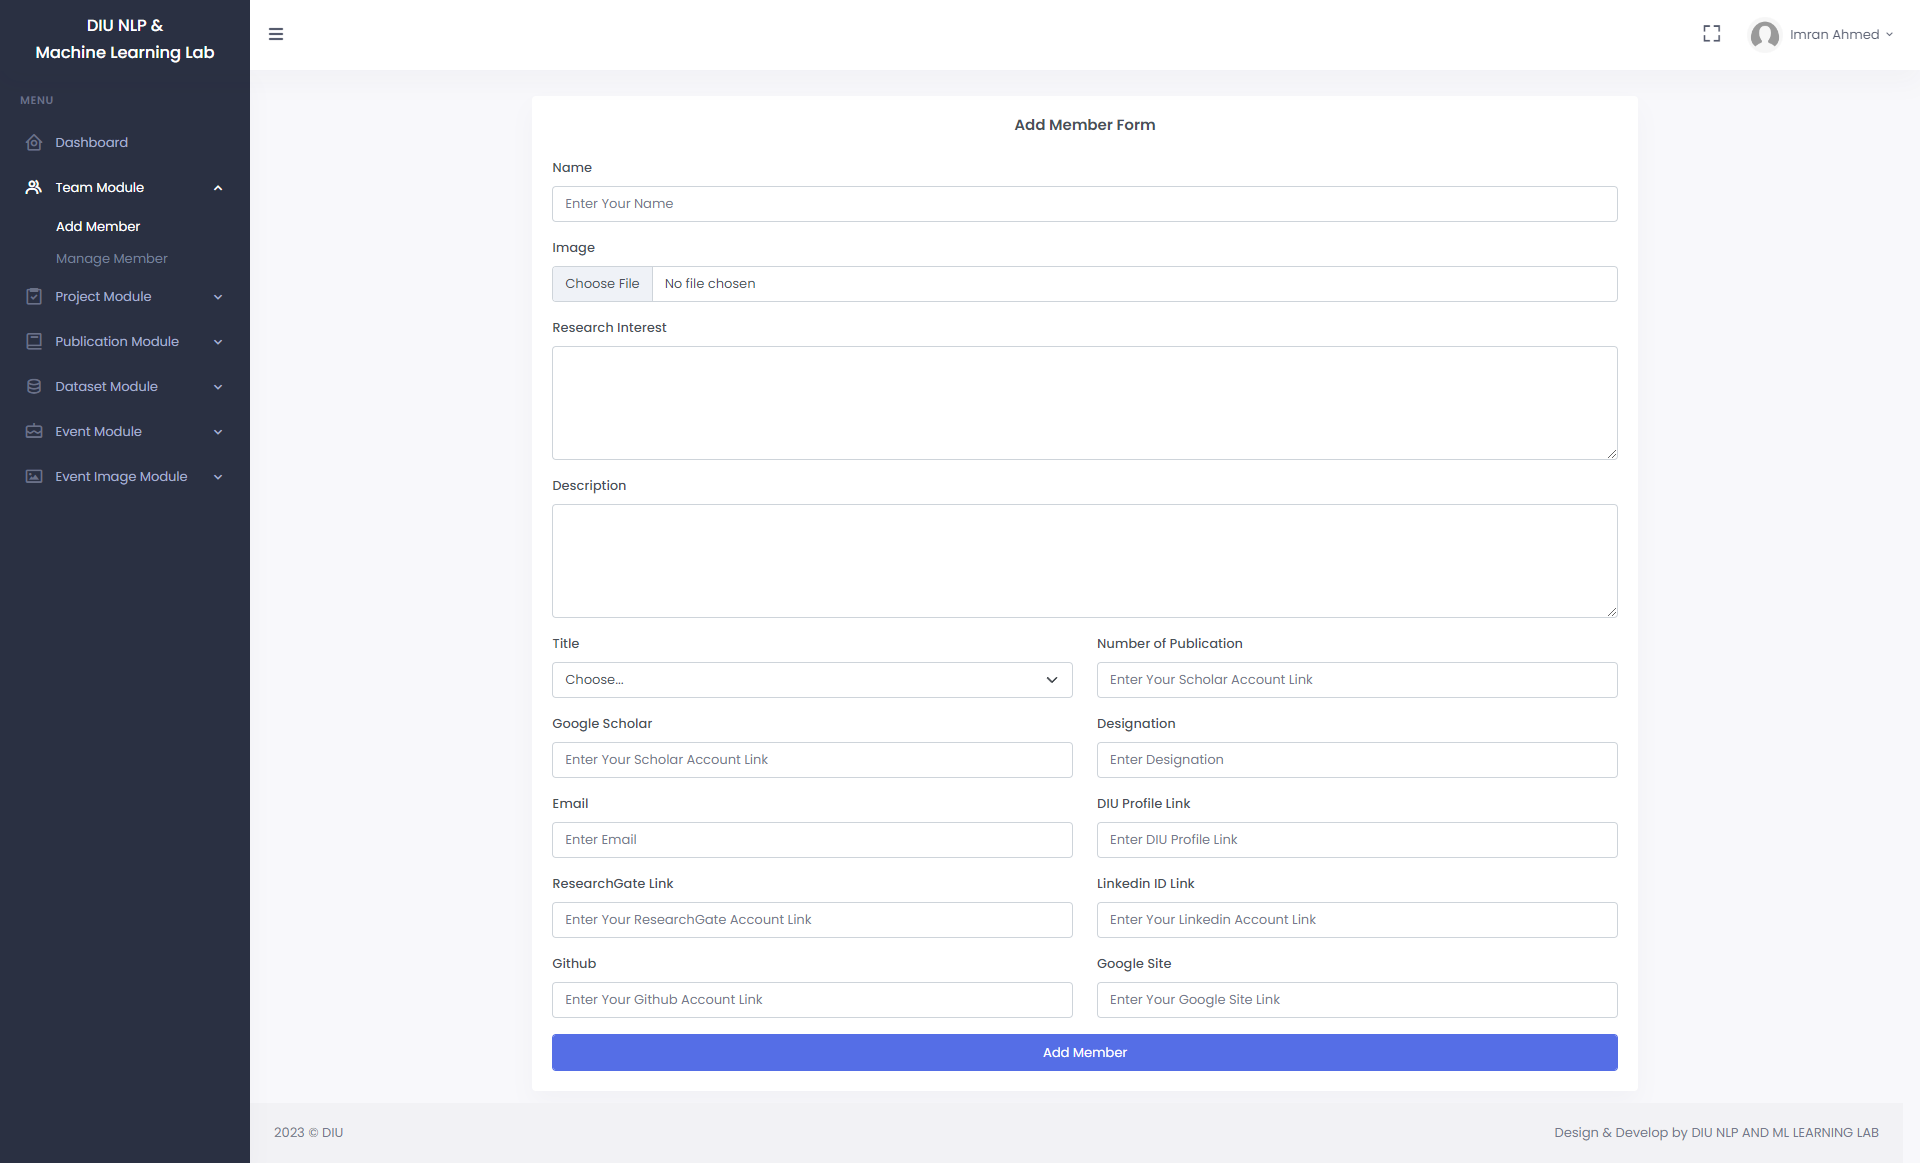 DIU NLP &
Machine Learning Lab
MENU
Dashboard
Team Module
Add Member
Manage Member
Project Module
Publication Module
Dataset Module
Event Module
Event Image Module
Imran Ahmed
Add Member Form
Name
Enter Your Name
Image
Choose File No file chosen
Research Interest
Description
Title
Choose...
Number of Publication
Enter Your Scholar Account Link
Google Scholar
Enter Your Scholar Account Link
Designation
Enter Designation
Email
Enter Email
DIU Profile Link
Enter DIU Profile Link
ResearchGate Link
Enter Your ResearchGate Account Link
Linkedin ID Link
Enter Your Linkedin Account Link
Github
Enter Your Github Account Link
Google Site
Enter Your Google Site Link
Add Member
2023 © DIU
Design & Develop by DIU NLP AND ML LEARNING LAB